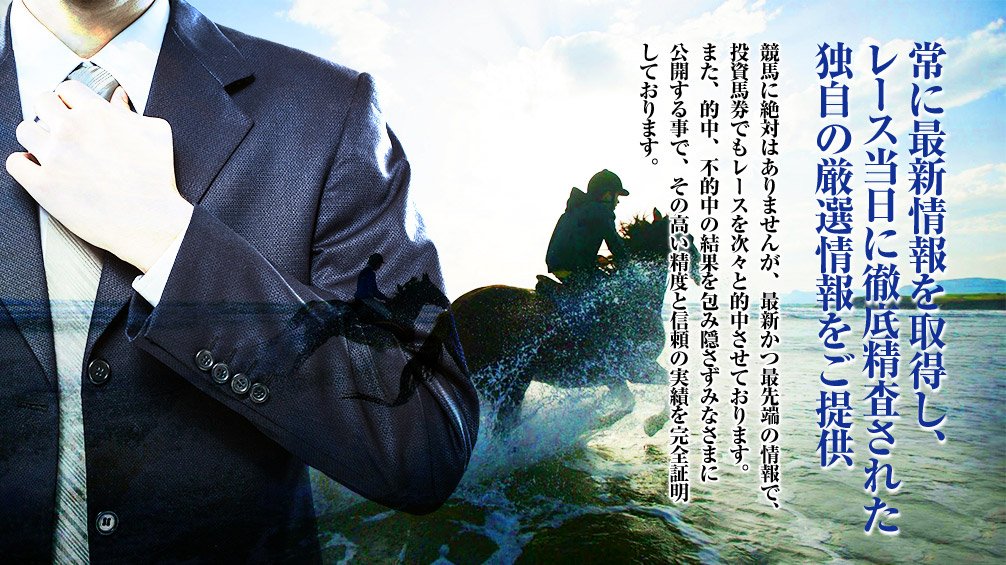 常に最新情報を取得し、
レース当日に徹底精査された
独自の厳選情報をご提供
競馬に絶対はありませんが、最新かつ最先端の情報で、
投資馬券でもレースを次々と的中させております。
また、的中、不的中の結果を包み隠さずみなさまに
公開する事で、その高い精度と信頼の実績を完全証明
しております。